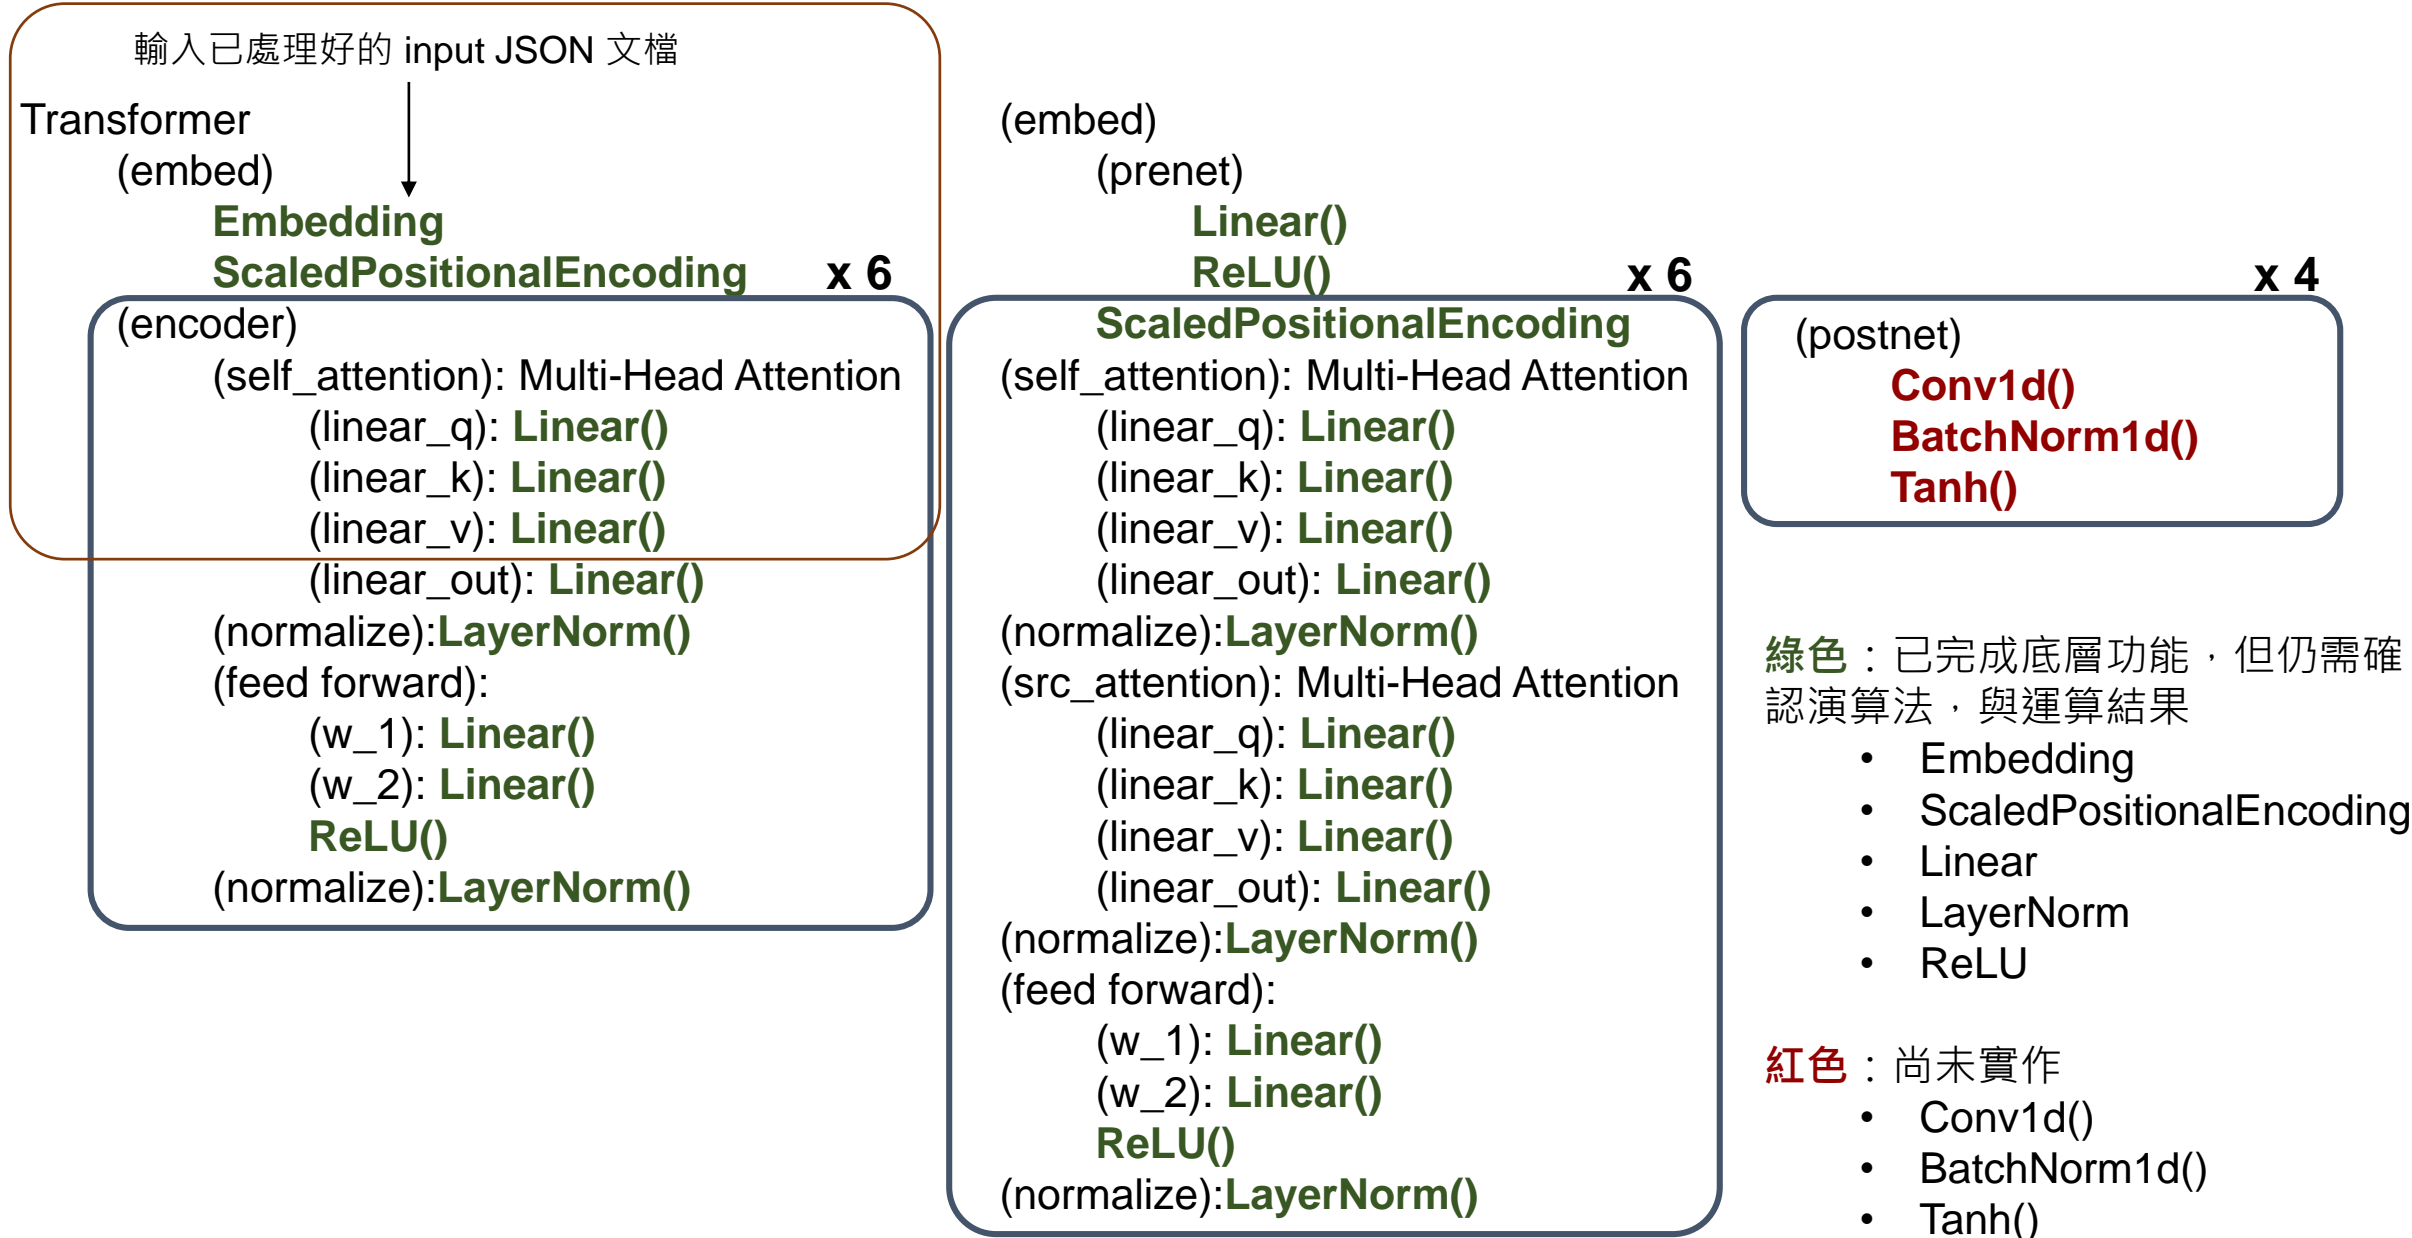 輸入已處理好的 input JSON 文檔
Transformer
(embed)
Embedding
ScaledPositionalEncoding
x 6
(encoder)
(self_attention): Multi-Head Attention
(linear_q): Linear()
(linear_k): Linear()
(linear_v): Linear()
(linear_out): Linear()
(normalize):LayerNorm()
(feed forward):
(w_1): Linear()
(w_2): Linear()
ReLU()
(normalize):LayerNorm()
(embed)
(prenet)
Linear()
ReLU()
x 6
ScaledPositionalEncoding
(self_attention): Multi-Head Attention
(linear_q): Linear()
(linear_k): Linear()
(linear_v): Linear()
(linear_out): Linear()
(normalize):LayerNorm()
(src_attention): Multi-Head Attention
(linear_q): Linear()
(linear_k): Linear()
(linear_v): Linear()
(linear_out): Linear()
(normalize):LayerNorm()
(feed forward):
(w_1): Linear()
(w_2): Linear()
ReLU()
(normalize):LayerNorm()
x 4
(postnet)
Conv1d()
BatchNorm1d()
Tanh()
綠色：已完成底層功能，但仍需確
認演算法，與運算結果
• Embedding
• ScaledPositionalEncoding
• Linear
• LayerNorm
• ReLU
紅色：尚未實作
• Conv1d()
• BatchNorm1d()
• Tanh()